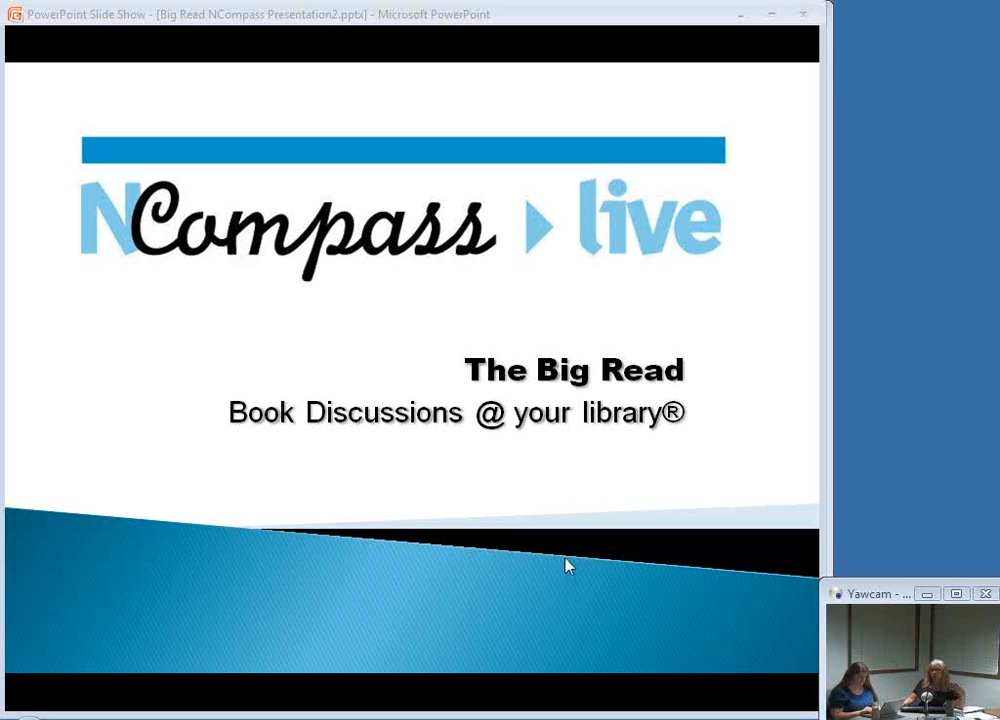 PowerPoint Slide Show - [Big Read NCompass Presentation2.pptx] - Microsoft PowerPoint
NCompass live
The Big Read
Book Discussions @ your library®
Yawcam - ...